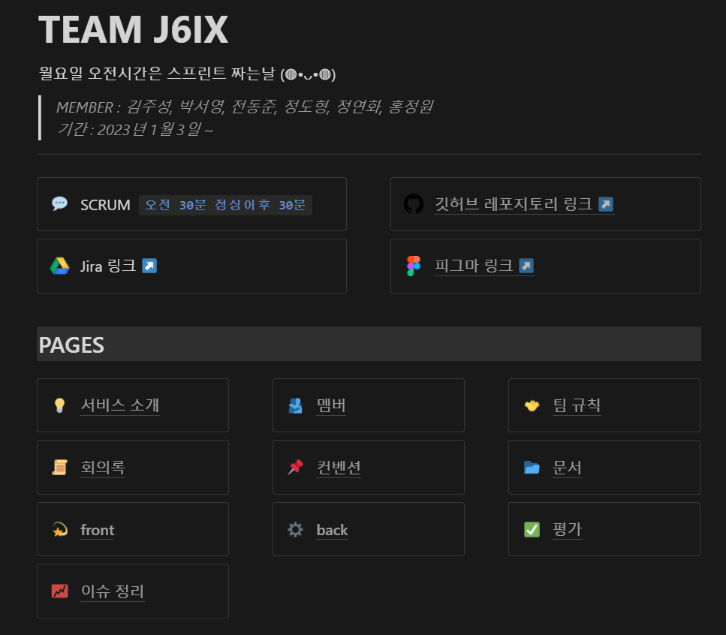 TEAM J6IX
월요일 오전시간은 스프린트 짜는날 (◍•ᴗ•◍)
MEMBER : 김주성, 박서영, 전동준, 정도형, 정연화, 홍정원
기간 : 2023년 1월 3일 ~
SCRUM 오전 30분 점심이후 30분
깃허브 레포지토리 링크
Jira 링크
피그마 링크
PAGES
서비스 소개
멤버
팀 규칙
회의록
컨벤션
문서
front
back
평가
이슈 정리